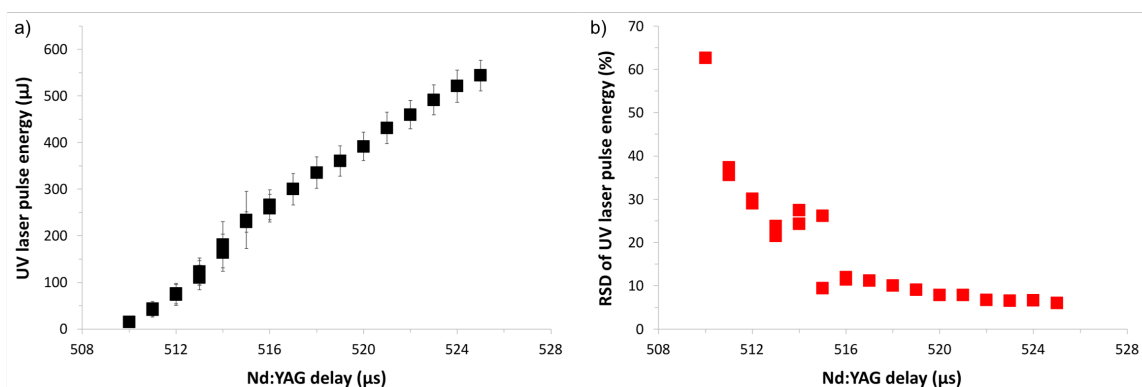 a)
UV laser pulse energy (µJ)
600
500
400
300
200
100
0
508 512 516 520 524 528
Nd:YAG delay (µs)
b)
RSD of UV laser pulse energy (%)
70
60
50
40
30
20
10
0
508 512 516 520 524 528
Nd:YAG delay (µs)